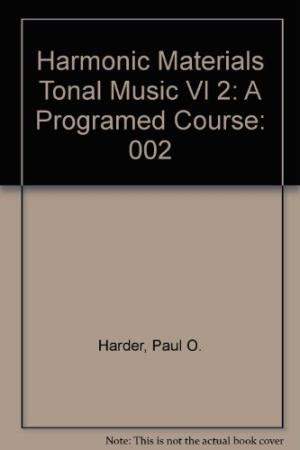 Harmonic Materials
Tonal Music Vl 2: A
Programed Course:
002
Harder, Paul O.
Note: This is not the actual book cover